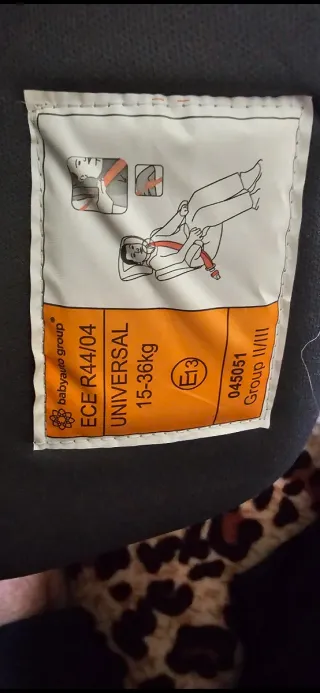 babyauto group
ECE R44/04
UNIVERSAL
15-36kg
E13
045051
Group II/III